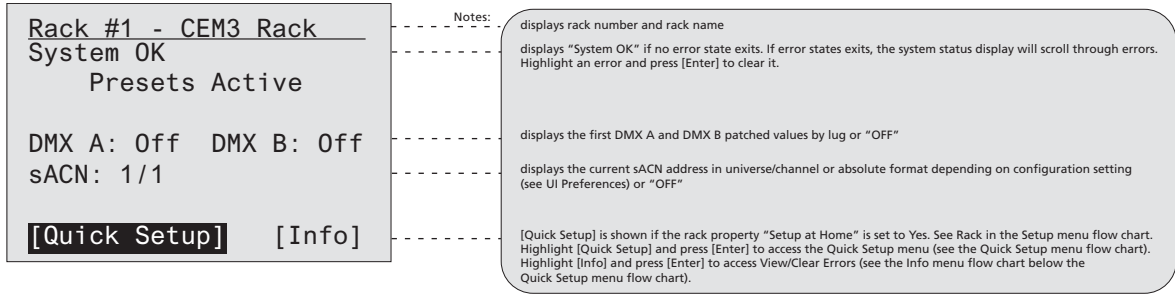 Rack #1 - CEM3 Rack
System OK
Presets Active
DMX A: Off DMX B: Off
sACN: 1/1
[Quick Setup] [Info]
Notes:
displays rack number and rack name
displays “System OK” if no error state exits. If error states exits, the system status display will scroll through errors.
Highlight an error and press [Enter] to clear it.
displays the first DMX A and DMX B patched values by lug or “OFF”
displays the current sACN address in universe/channel or absolute format depending on configuration setting
(see UI Preferences) or “OFF”
[Quick Setup] is shown if the rack property “Setup at Home” is set to Yes. See Rack in the Setup menu flow chart.
Highlight [Quick Setup] and press [Enter] to access the Quick Setup menu (see the Quick Setup menu flow chart).
Highlight [Info] and press [Enter] to access View/Clear Errors (see the Info menu flow chart below the
Quick Setup menu flow chart).